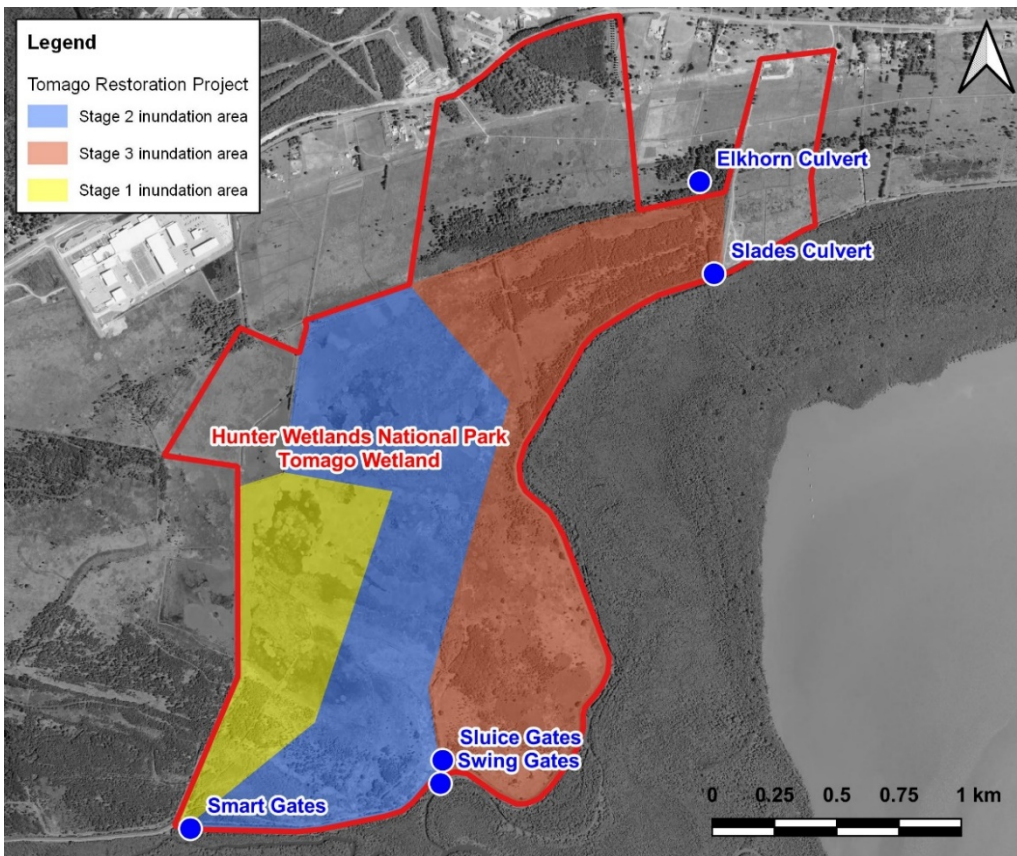 Legend
Tomago Restoration Project
Stage 2 inundation area
Stage 3 inundation area
Stage 1 inundation area
Elkhorn Culvert
Slades Culvert
Hunter Wetlands National Park
Tomago Wetland
Sluice Gates
Swing Gates
Smart Gates
0 0.25 0.5 0.75 1 km